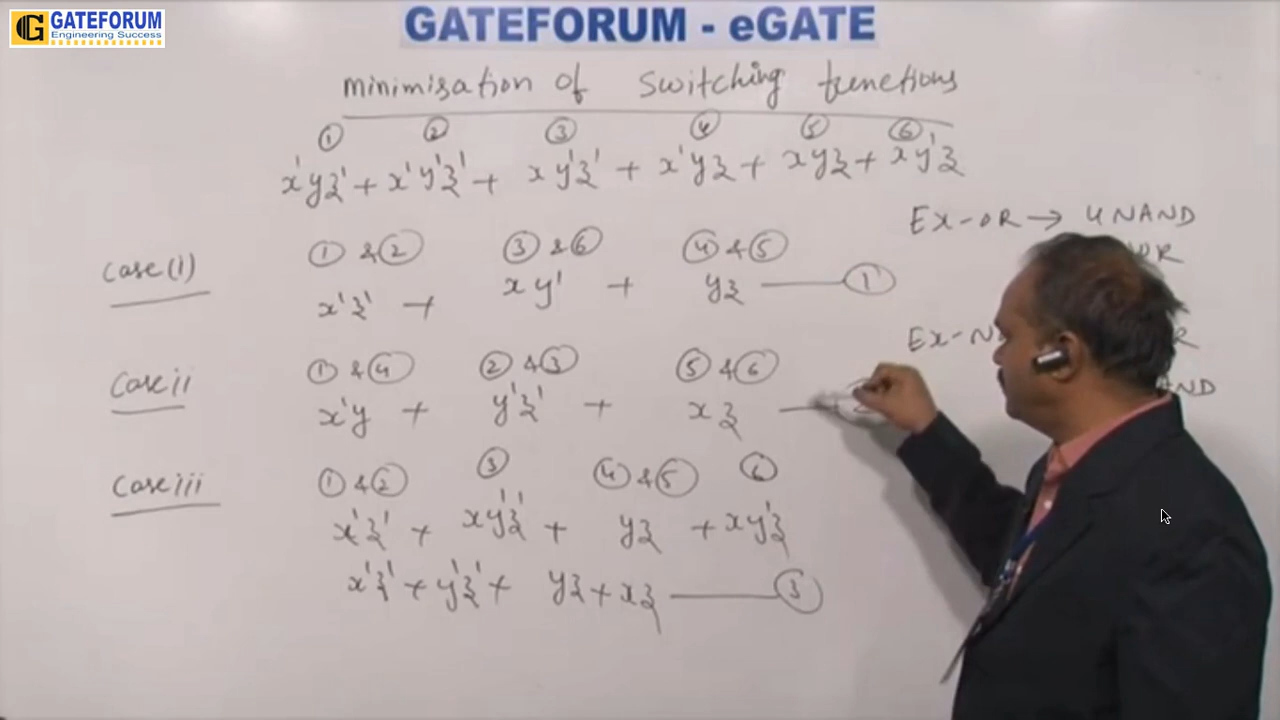 GATEFORUM
Engineering Success
GATEFORUM - eGATE
minimisation of switching functions
① ② ③ ④ ⑤ ⑥
x'yz' + x'y'z' + xy'z' + x'yz + xyz + xy'z
Ex-OR → 4 NAND
OR
Ex-N
R
ND
case(i)
① & ② ③ & ⑥ ④ & ⑤
x'z' + xy' + yz — ①
case ii
① & ④ ② & ③ ⑤ & ⑥
x'y + y'z' + xz —
case iii
① & ② ③ ④ & ⑤ ⑥
x'z' + xy'z' + yz + xy'z
x'z' + y'z' + yz + xz — ③